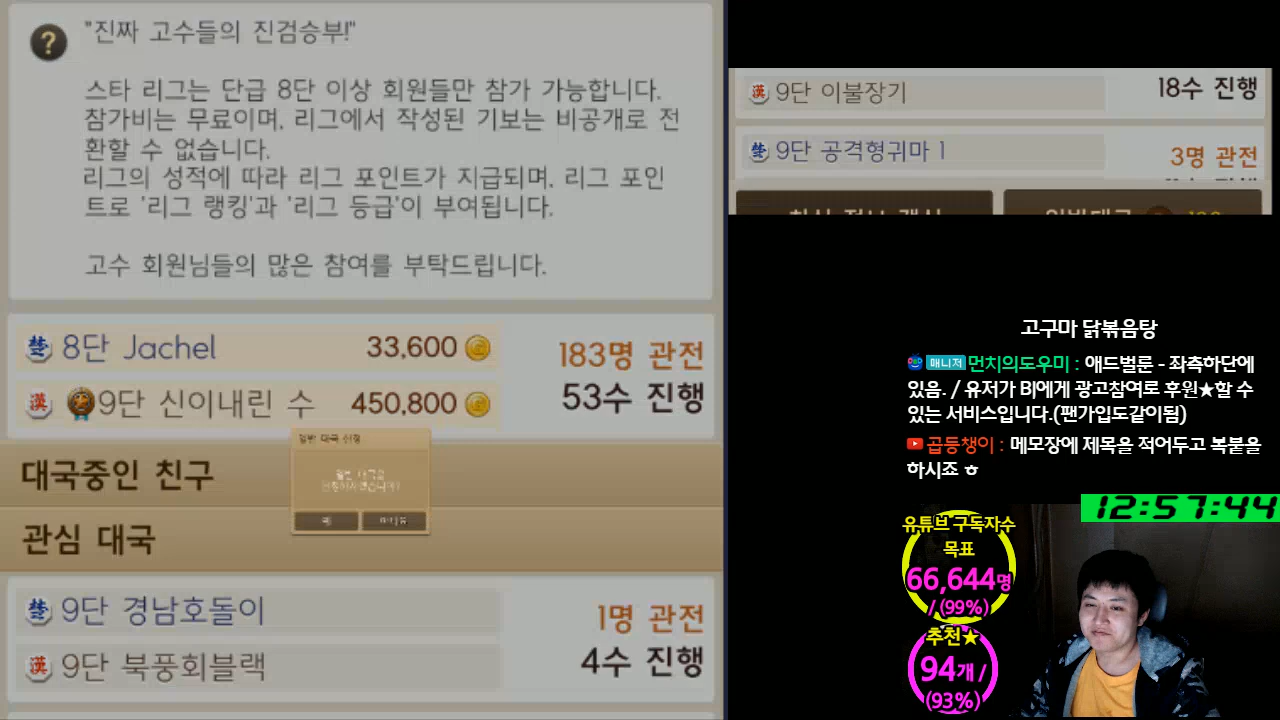 "진짜 고수들의 진검승부!"
스타 리그는 단급 8단 이상 회원들만 참가 가능합니다.
참가비는 무료이며, 리그에서 작성된 기보는 비공개로 전
환할 수 없습니다.
리그의 성적에 따라 리그 포인트가 지급되며, 리그 포인
트로 '리그 랭킹'과 '리그 등급'이 부여됩니다.
고수 회원님들의 많은 참여를 부탁드립니다.
楚 8단 Jachel 33,600
183명 관전
漢 9단 신이내린 수 450,800
53수 진행
대국중인 친구
관심 대국
楚 9단 경남호돌이
1명 관전
漢 9단 북풍회블랙
4수 진행
일반 대국 신청
漢 9단 이불장기
18수 진행
楚 9단 공격형귀마 1
3명 관전
고구마 닭볶음탕
매니저 먼치의도우미 : 애드벌룬 - 좌측하단에
있음. / 유저가 BJ에게 광고참여로 후원★할 수
있는 서비스입니다.(팬가입도같이됨)
곱등챙이 : 메모장에 제목을 적어두고 복붙을
하시죠 ㅎ
12:57:44
유튜브 구독자수
목표
66,644명
/ (99%)
추천★
94개 /
(93%)